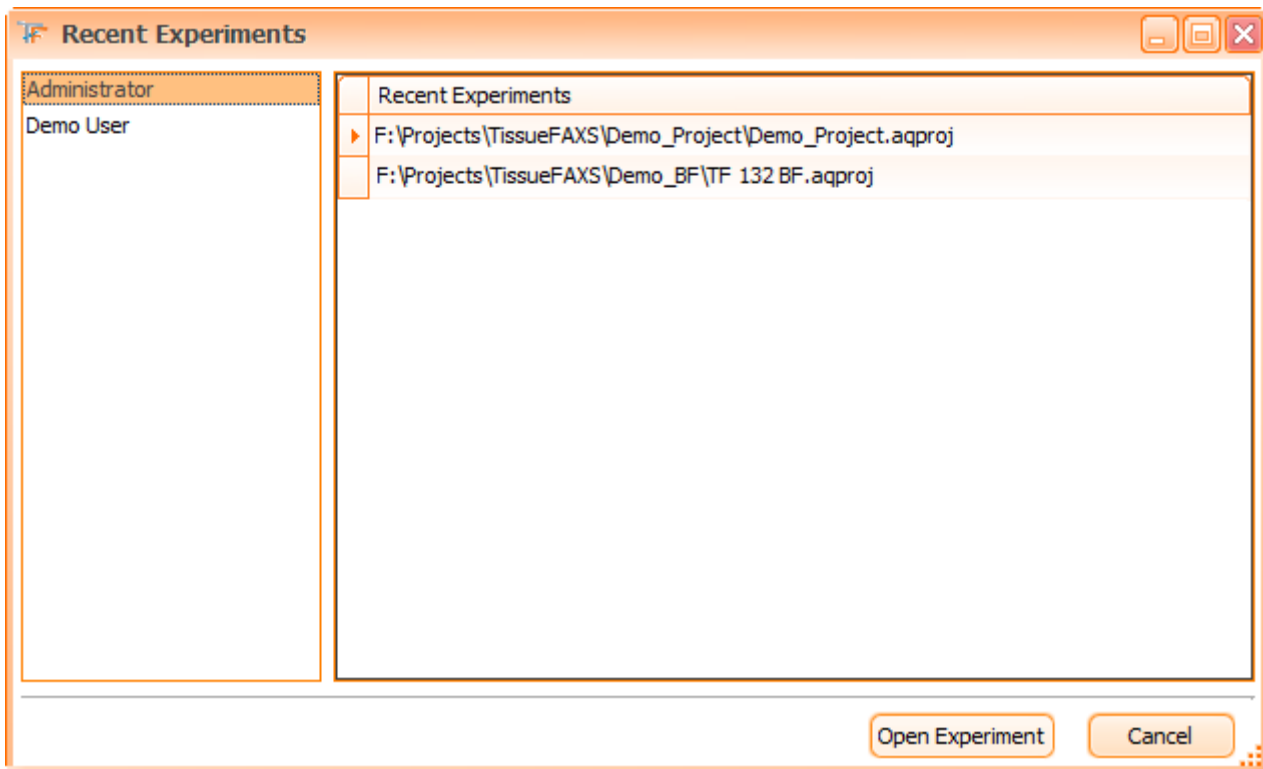 Recent Experiments
Administrator
Demo User
Recent Experiments
F:\Projects\TissueFAXS\Demo_Project\Demo_Project.aqproj
F:\Projects\TissueFAXS\Demo_BF\TF 132 BF.aqproj
Open Experiment
Cancel